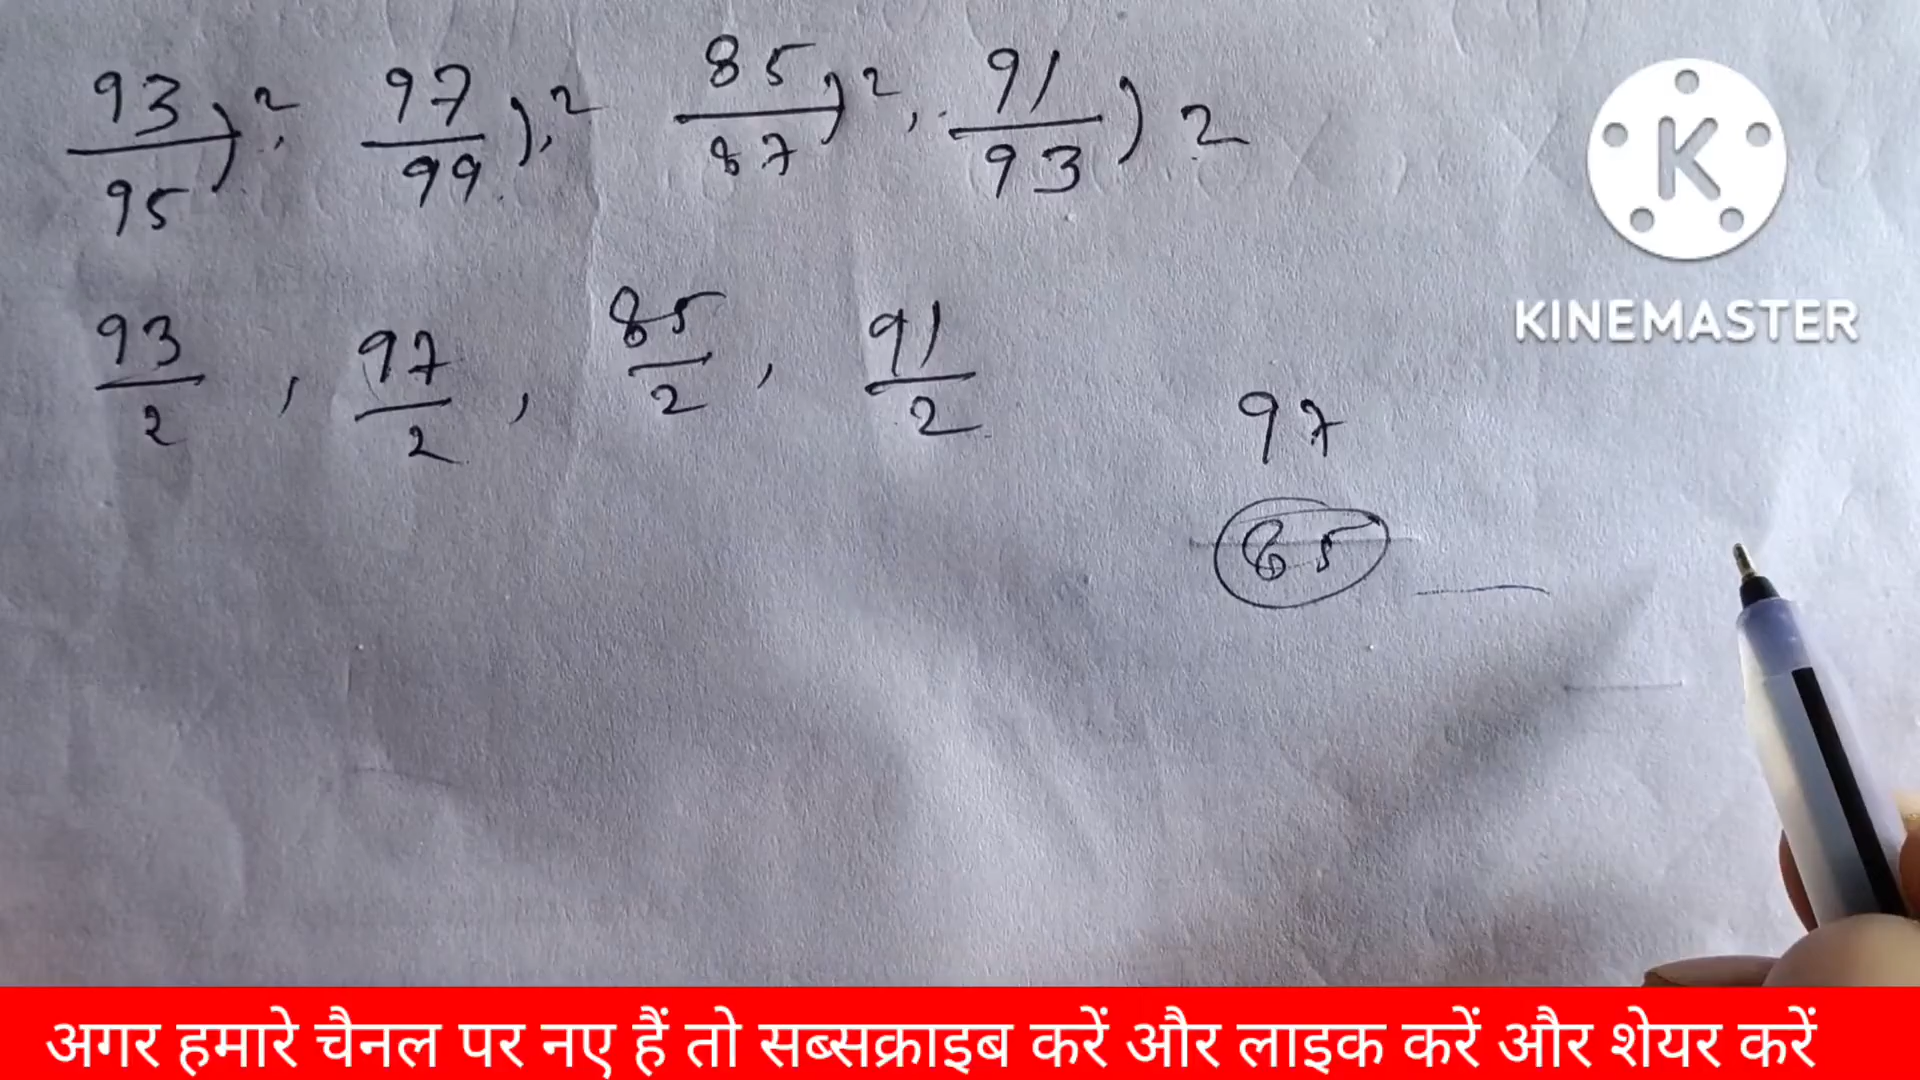 93/95)2, 97/99),2 85/87)2, 91/93) 2
93/2, 97/2, 85/2, 91/2
97
85
KINEMASTER
अगर हमारे चैनल पर नए हैं तो सब्सक्राइब करें और लाइक करें और शेयर करें